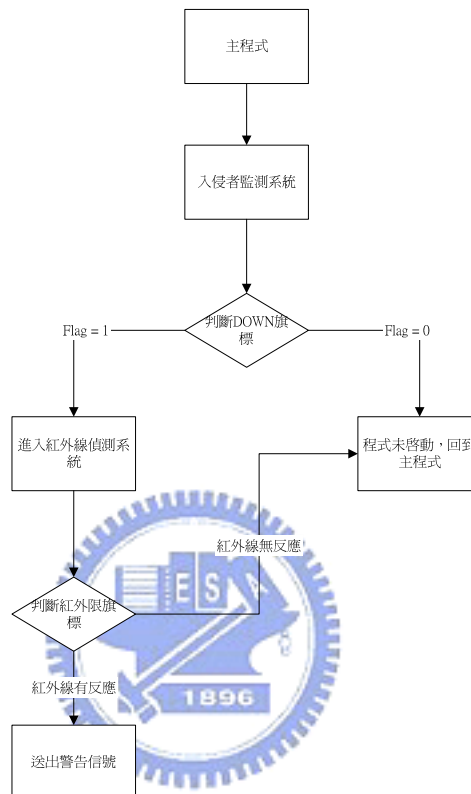 主程式
入侵者監測系統
判斷DOWN旗
標
Flag = 1
Flag = 0
進入紅外線偵測系
統
程式未啓動，回到
主程式
紅外線無反應
ES
判斷紅外限旗
標
紅外線有反應
1896
送出警告信號